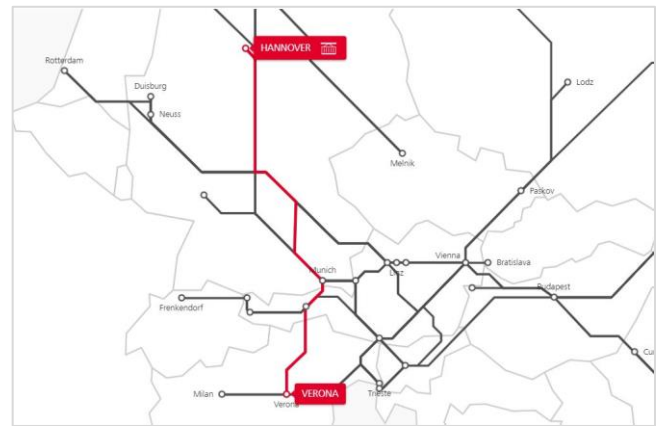 HANNOVER
Rotterdam
Duisburg
Lodz
Neuss
Melnik
Paskov
Munich
Linz
Vienna
Bratislava
Budapest
Frenkendorf
Milan
Verona
VERONA
Trieste